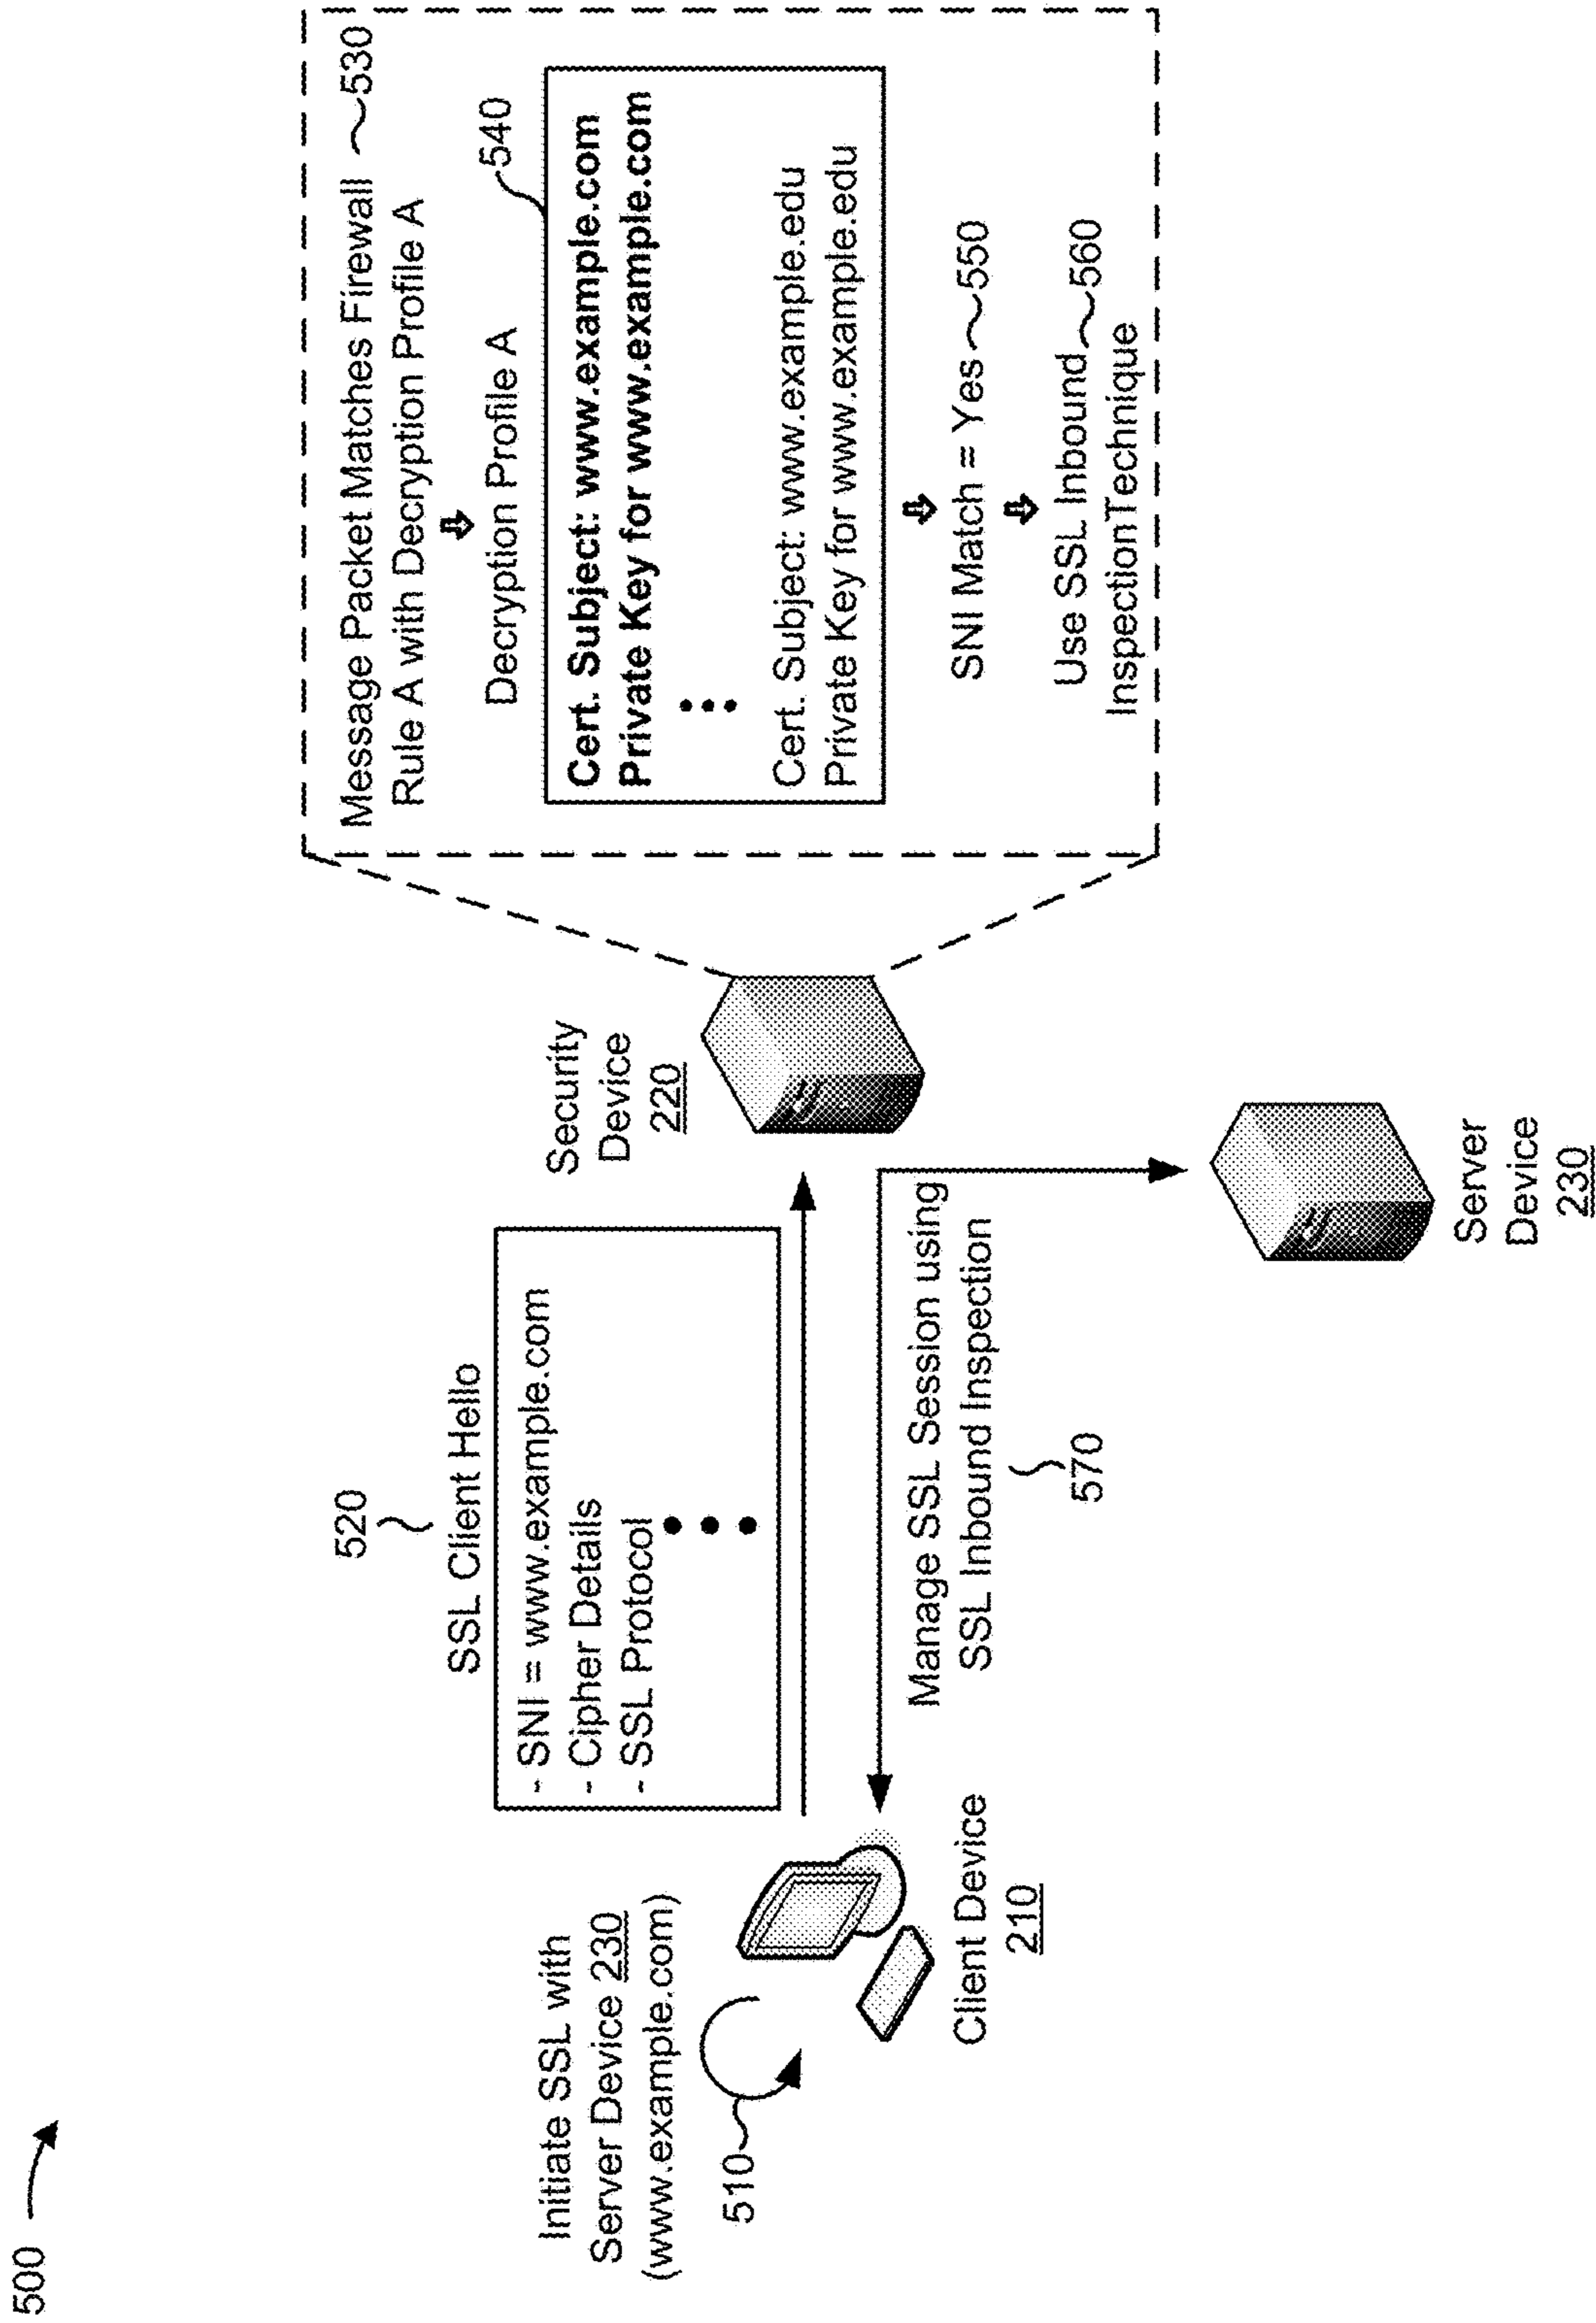 500
Initiate SSL with
Server Device 230
(www.example.com)
510
Client Device
210
520
SSL Client Hello
- SNI = www.example.com
- Cipher Details
- SSL Protocol
Manage SSL Session using
SSL Inbound Inspection
570
Security
Device
220
Server
Device
230
Message Packet Matches Firewall 530
Rule A with Decryption Profile A
Decryption Profile A
540
Cert. Subject: www.example.com
Private Key for www.example.com
Cert. Subject: www.example.edu
Private Key for www.example.edu
SNI Match = Yes 550
Use SSL Inbound 560
InspectionTechnique